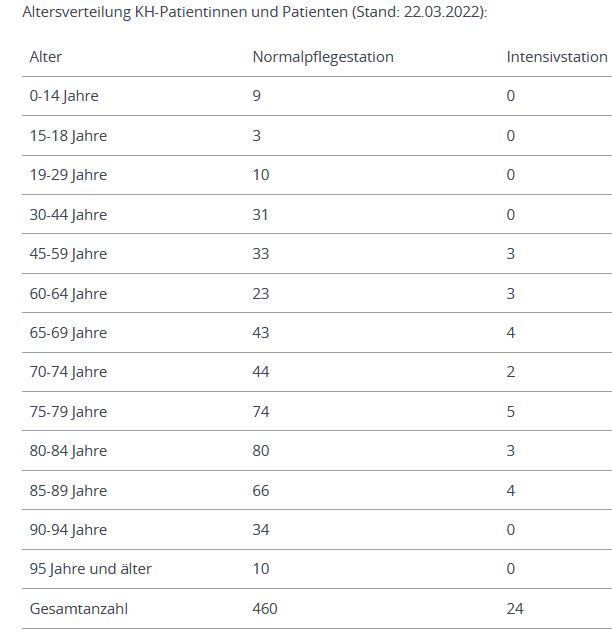 Altersverteilung KH-Patientinnen und Patienten (Stand: 22.03.2022):
Alter Normalpflegestation Intensivstation
0-14 Jahre 9 0
15-18 Jahre 3 0
19-29 Jahre 10 0
30-44 Jahre 31 0
45-59 Jahre 33 3
60-64 Jahre 23 3
65-69 Jahre 43 4
70-74 Jahre 44 2
75-79 Jahre 74 5
80-84 Jahre 80 3
85-89 Jahre 66 4
90-94 Jahre 34 0
95 Jahre und älter 10 0
Gesamtanzahl 460 24